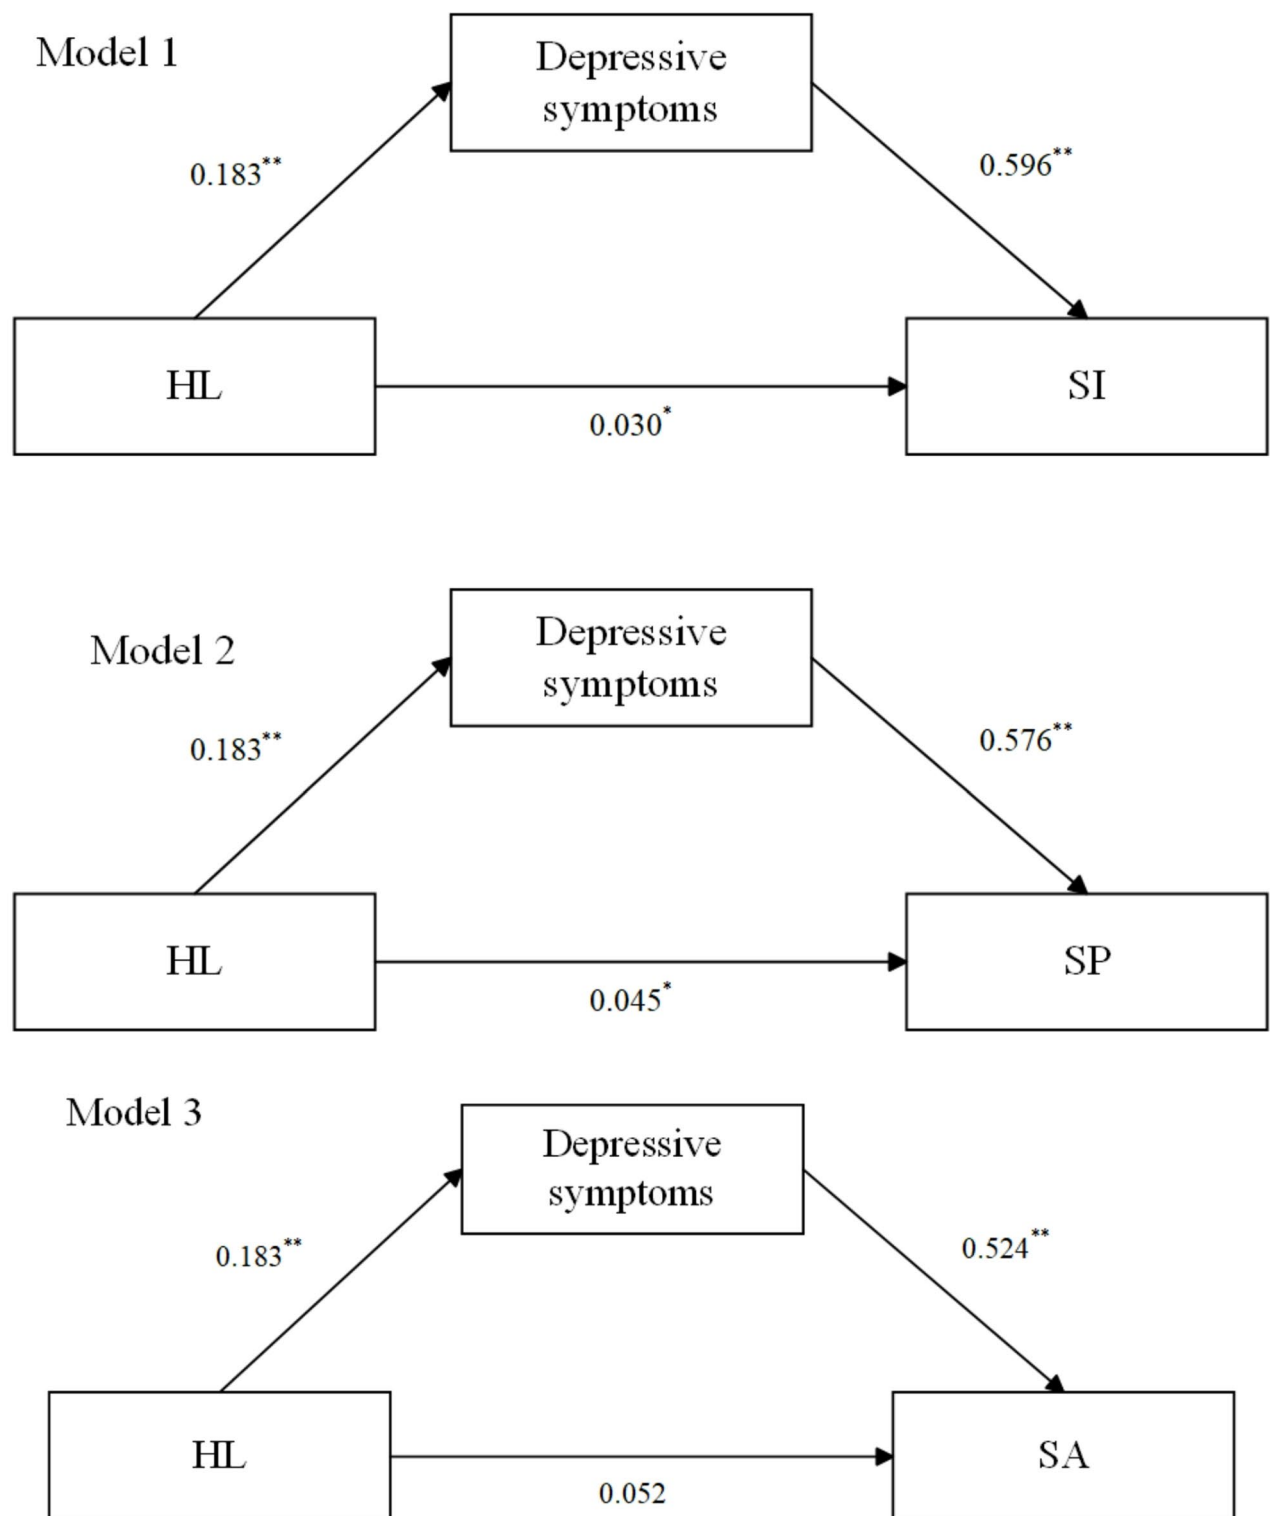 Model 1
Depressive
symptoms
0.183**
0.596**
HL
SI
0.030*
Model 2
Depressive
symptoms
0.183**
0.576**
HL
SP
0.045*
Model 3
Depressive
symptoms
0.183**
0.524**
HL
SA
0.052